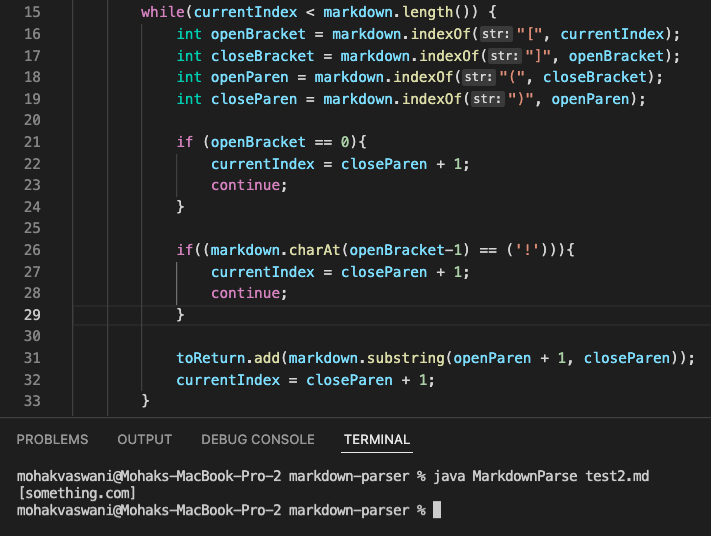 15 while(currentIndex < markdown.length()) {
16 int openBracket = markdown.indexOf(str: "[", currentIndex);
17 int closeBracket = markdown.indexOf(str: "]", openBracket);
18 int openParen = markdown.indexOf(str: "(", closeBracket);
19 int closeParen = markdown.indexOf(str: ")", openParen);
20
21 if (openBracket == 0){
22 currentIndex = closeParen + 1;
23 continue;
24 }
25
26 if((markdown.charAt(openBracket-1) == ('!'))){
27 currentIndex = closeParen + 1;
28 continue;
29 }
30
31 toReturn.add(markdown.substring(openParen + 1, closeParen));
32 currentIndex = closeParen + 1;
33 }
PROBLEMS OUTPUT DEBUG CONSOLE TERMINAL
mohakvaswani@Mohaks-MacBook-Pro-2 markdown-parser % java MarkdownParse test2.md
[something.com]
mohakvaswani@Mohaks-MacBook-Pro-2 markdown-parser %